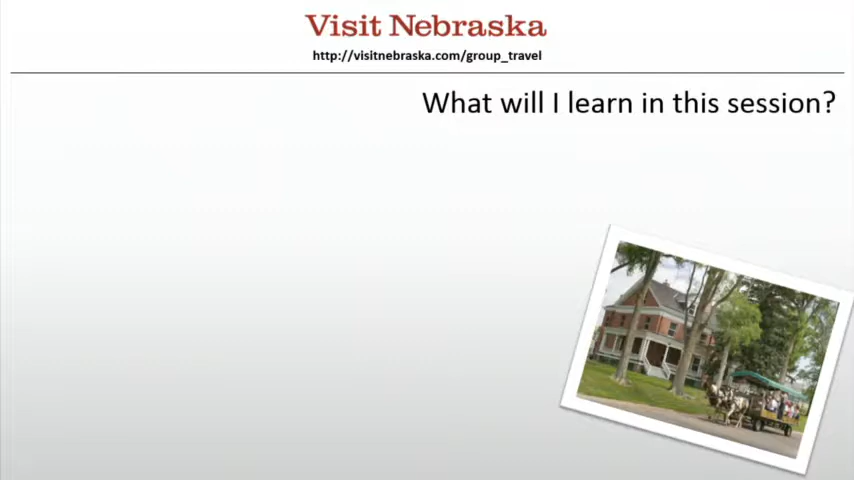 Visit Nebraska
http://visitnebraska.com/group_travel
What will I learn in this session?